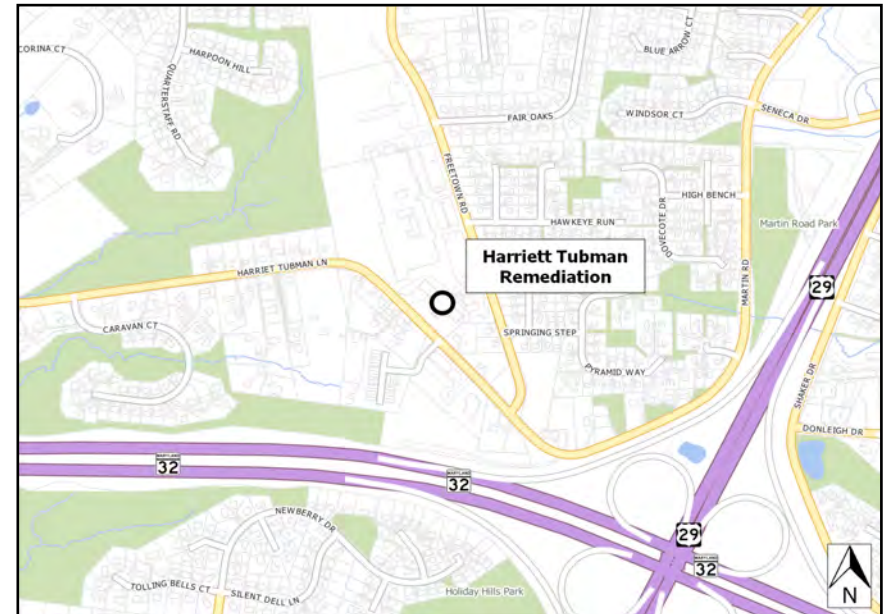 CORINA CT
HARPOON HILL
QUARTERSTAFF RD
BLUE ARROW CT
WINDSOR CT
SENECA DR
FAIR OAKS
FREETOWN RD
HIGH BENCH
DOVECOTE DR
HAWKEYE RUN
Martin Road Park
MARTIN RD
Harriett Tubman
Remediation
HARRIET TUBMAN LN
29
CARAVAN CT
SPRINGING STEP
PYRAMID WAY
SHAKER DR
DONLEIGH DR
MARYLAND
32
MARYLAND
32
NEWBERRY DR
29
MARYLAND
32
TOLLING BELLS CT
SILENT DELL LN
Holiday Hills Park
N